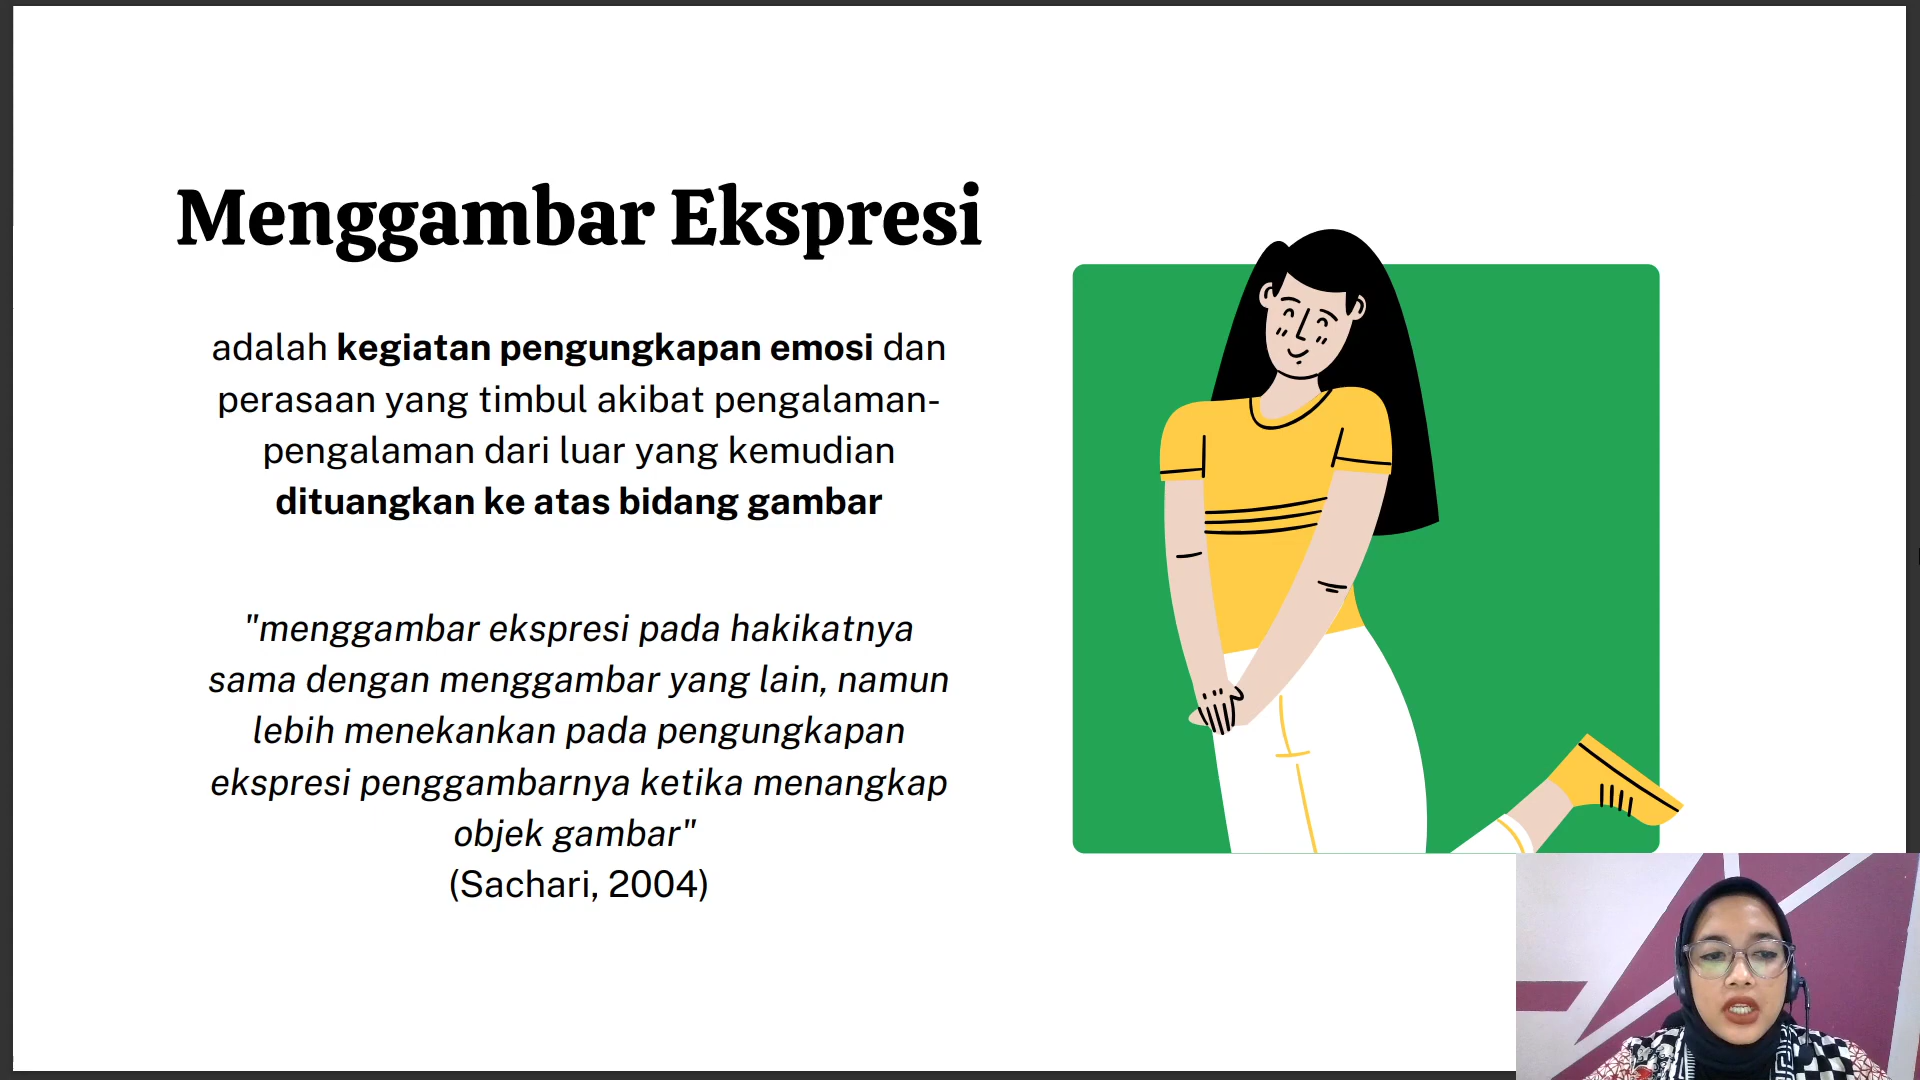 Menggambar Ekspresi
adalah kegiatan pengungkapan emosi dan
perasaan yang timbul akibat pengalaman-
pengalaman dari luar yang kemudian
dituangkan ke atas bidang gambar
"menggambar ekspresi pada hakikatnya
sama dengan menggambar yang lain, namun
lebih menekankan pada pengungkapan
ekspresi penggambarnya ketika menangkap
objek gambar"
(Sachari, 2004)